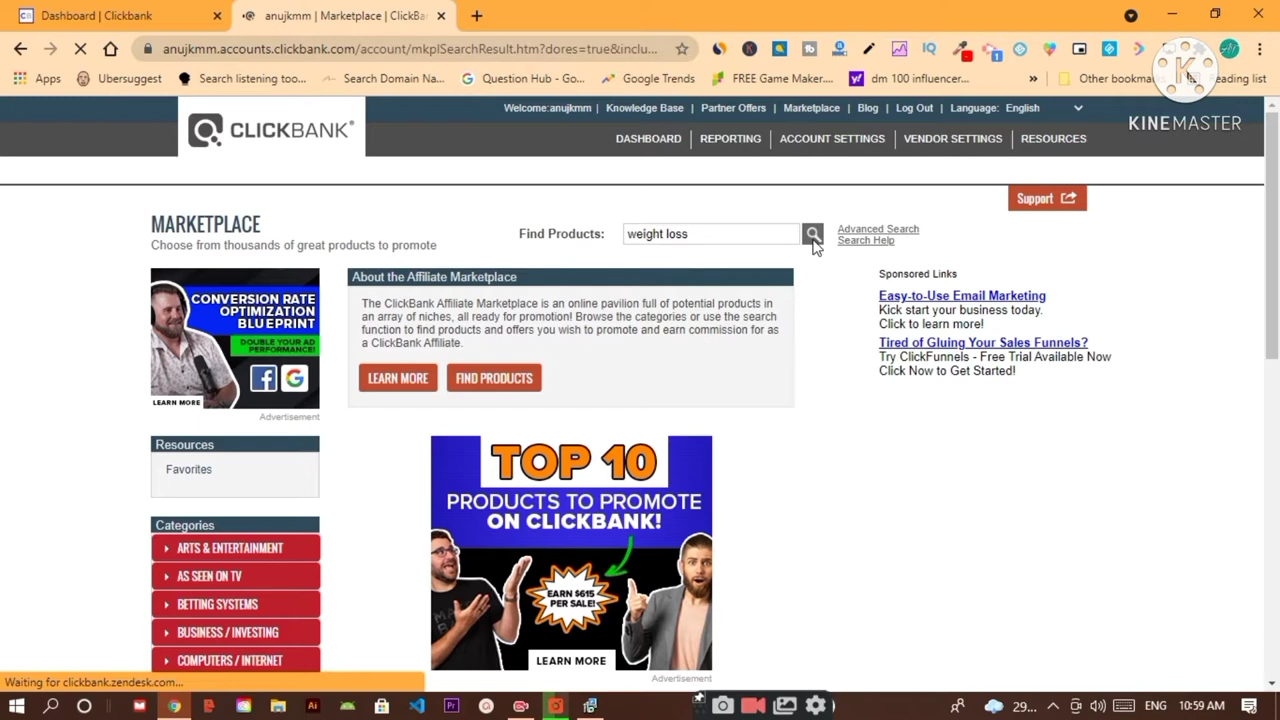 Dashboard | Clickbank
anujkmm | Marketplace | ClickBan
anujkmm.accounts.clickbank.com/account/mkplSearchResult.htm?dores=true&inclu...
Apps
Ubersuggest
Search listening too...
Search Domain Na...
Question Hub - Go...
Google Trends
FREE Game Maker....
dm 100 influencer...
»
Other bookmarks
Reading list
K
KINEMASTER
Welcome:anujkmm | Knowledge Base | Partner Offers | Marketplace | Blog | Log Out | Language: English
CLICKBANK®
DASHBOARD | REPORTING | ACCOUNT SETTINGS | VENDOR SETTINGS | RESOURCES
Support
MARKETPLACE
Choose from thousands of great products to promote
Find Products:
weight loss
Advanced Search
Search Help
CONVERSION RATE
OPTIMIZATION
BLUEPRINT
DOUBLE YOUR AD
PERFORMANCE!
LEARN MORE
Advertisement
About the Affiliate Marketplace
The ClickBank Affiliate Marketplace is an online pavilion full of potential products in
an array of niches, all ready for promotion! Browse the categories or use the search
function to find products and offers you wish to promote and earn commission for as
a ClickBank Affiliate.
LEARN MORE
FIND PRODUCTS
Sponsored Links
Easy-to-Use Email Marketing
Kick start your business today.
Click to learn more!
Tired of Gluing Your Sales Funnels?
Try ClickFunnels - Free Trial Available Now
Click Now to Get Started!
Resources
Favorites
Categories
ARTS & ENTERTAINMENT
AS SEEN ON TV
BETTING SYSTEMS
BUSINESS / INVESTING
COMPUTERS / INTERNET
TOP 10
PRODUCTS TO PROMOTE
ON CLICKBANK!
EARN $615
PER SALE!
LEARN MORE
Advertisement
Waiting for clickbank.zendesk.com...
29...
ENG
10:59 AM